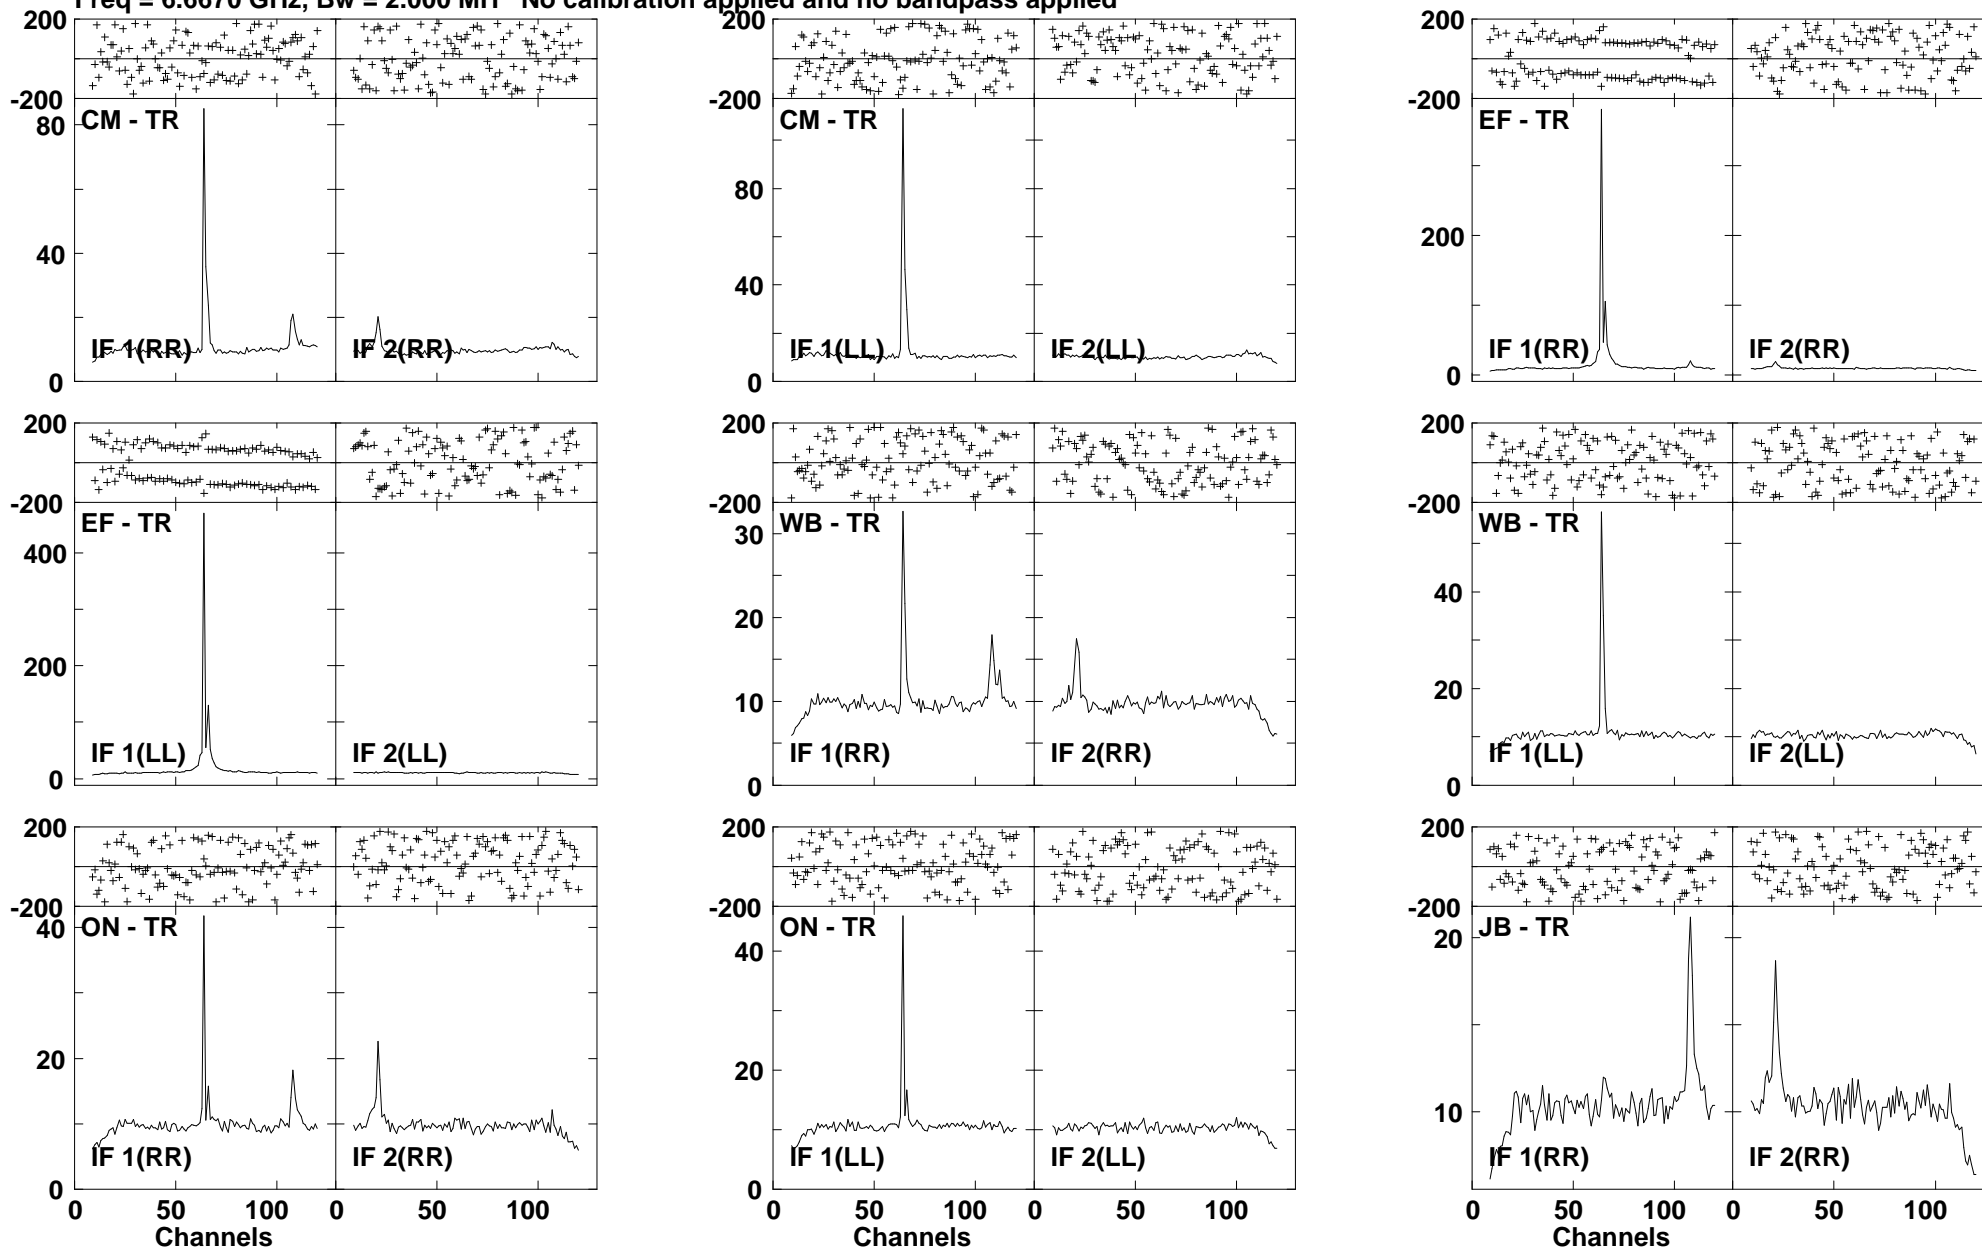 Freq = 6.6670 GHz, Bw = 2.000 MH No calibration applied and no bandpass applied
200
-200
80
40
0
CM - TR
IF 1(RR)
IF 2(RR)
200
-200
80
40
0
CM - TR
IF 1(LL)
IF 2(LL)
200
-200
200
0
EF - TR
IF 1(RR)
IF 2(RR)
200
-200
400
200
0
EF - TR
IF 1(LL)
IF 2(LL)
200
-200
30
20
10
0
WB - TR
IF 1(RR)
IF 2(RR)
200
-200
40
20
0
WB - TR
IF 1(LL)
IF 2(LL)
200
-200
40
20
0
ON - TR
IF 1(RR)
IF 2(RR)
0 50 100 0 50 100
Channels
200
-200
40
20
0
ON - TR
IF 1(LL)
IF 2(LL)
0 50 100 0 50 100
Channels
200
-200
20
10
JB - TR
IF 1(RR)
IF 2(RR)
0 50 100 0 50 100
Channels